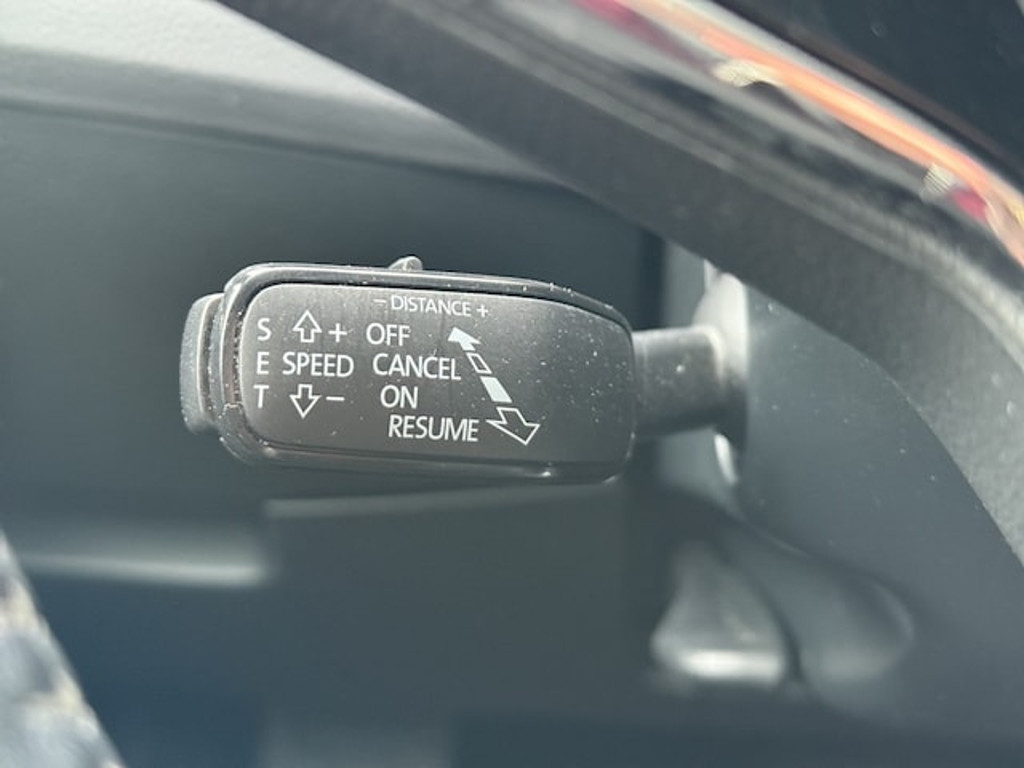 - DISTANCE +
S + OFF
E SPEED CANCEL
T - ON
RESUME